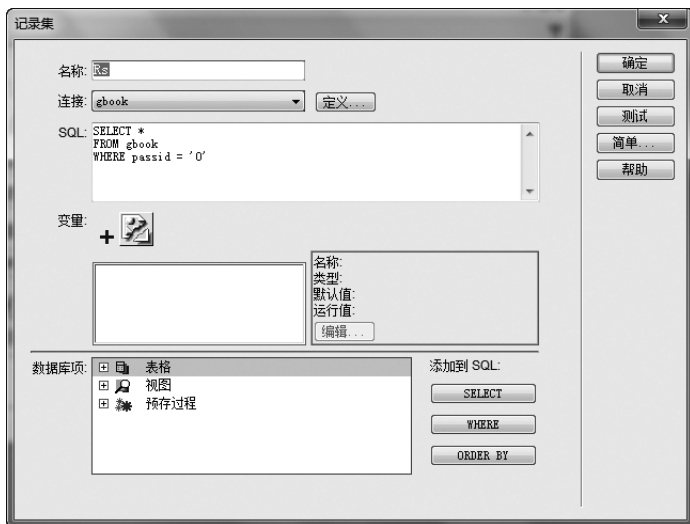 记录集
x
名称: Rs
确定
连接: gbook
定义...
取消
SQL: SELECT *
FROM gbook
WHERE passid = '0'
测试
简单...
帮助
变量:
+
名称:
类型:
默认值:
运行值:
编辑...
数据库项:
表格
视图
预存过程
添加到 SQL:
SELECT
WHERE
ORDER BY